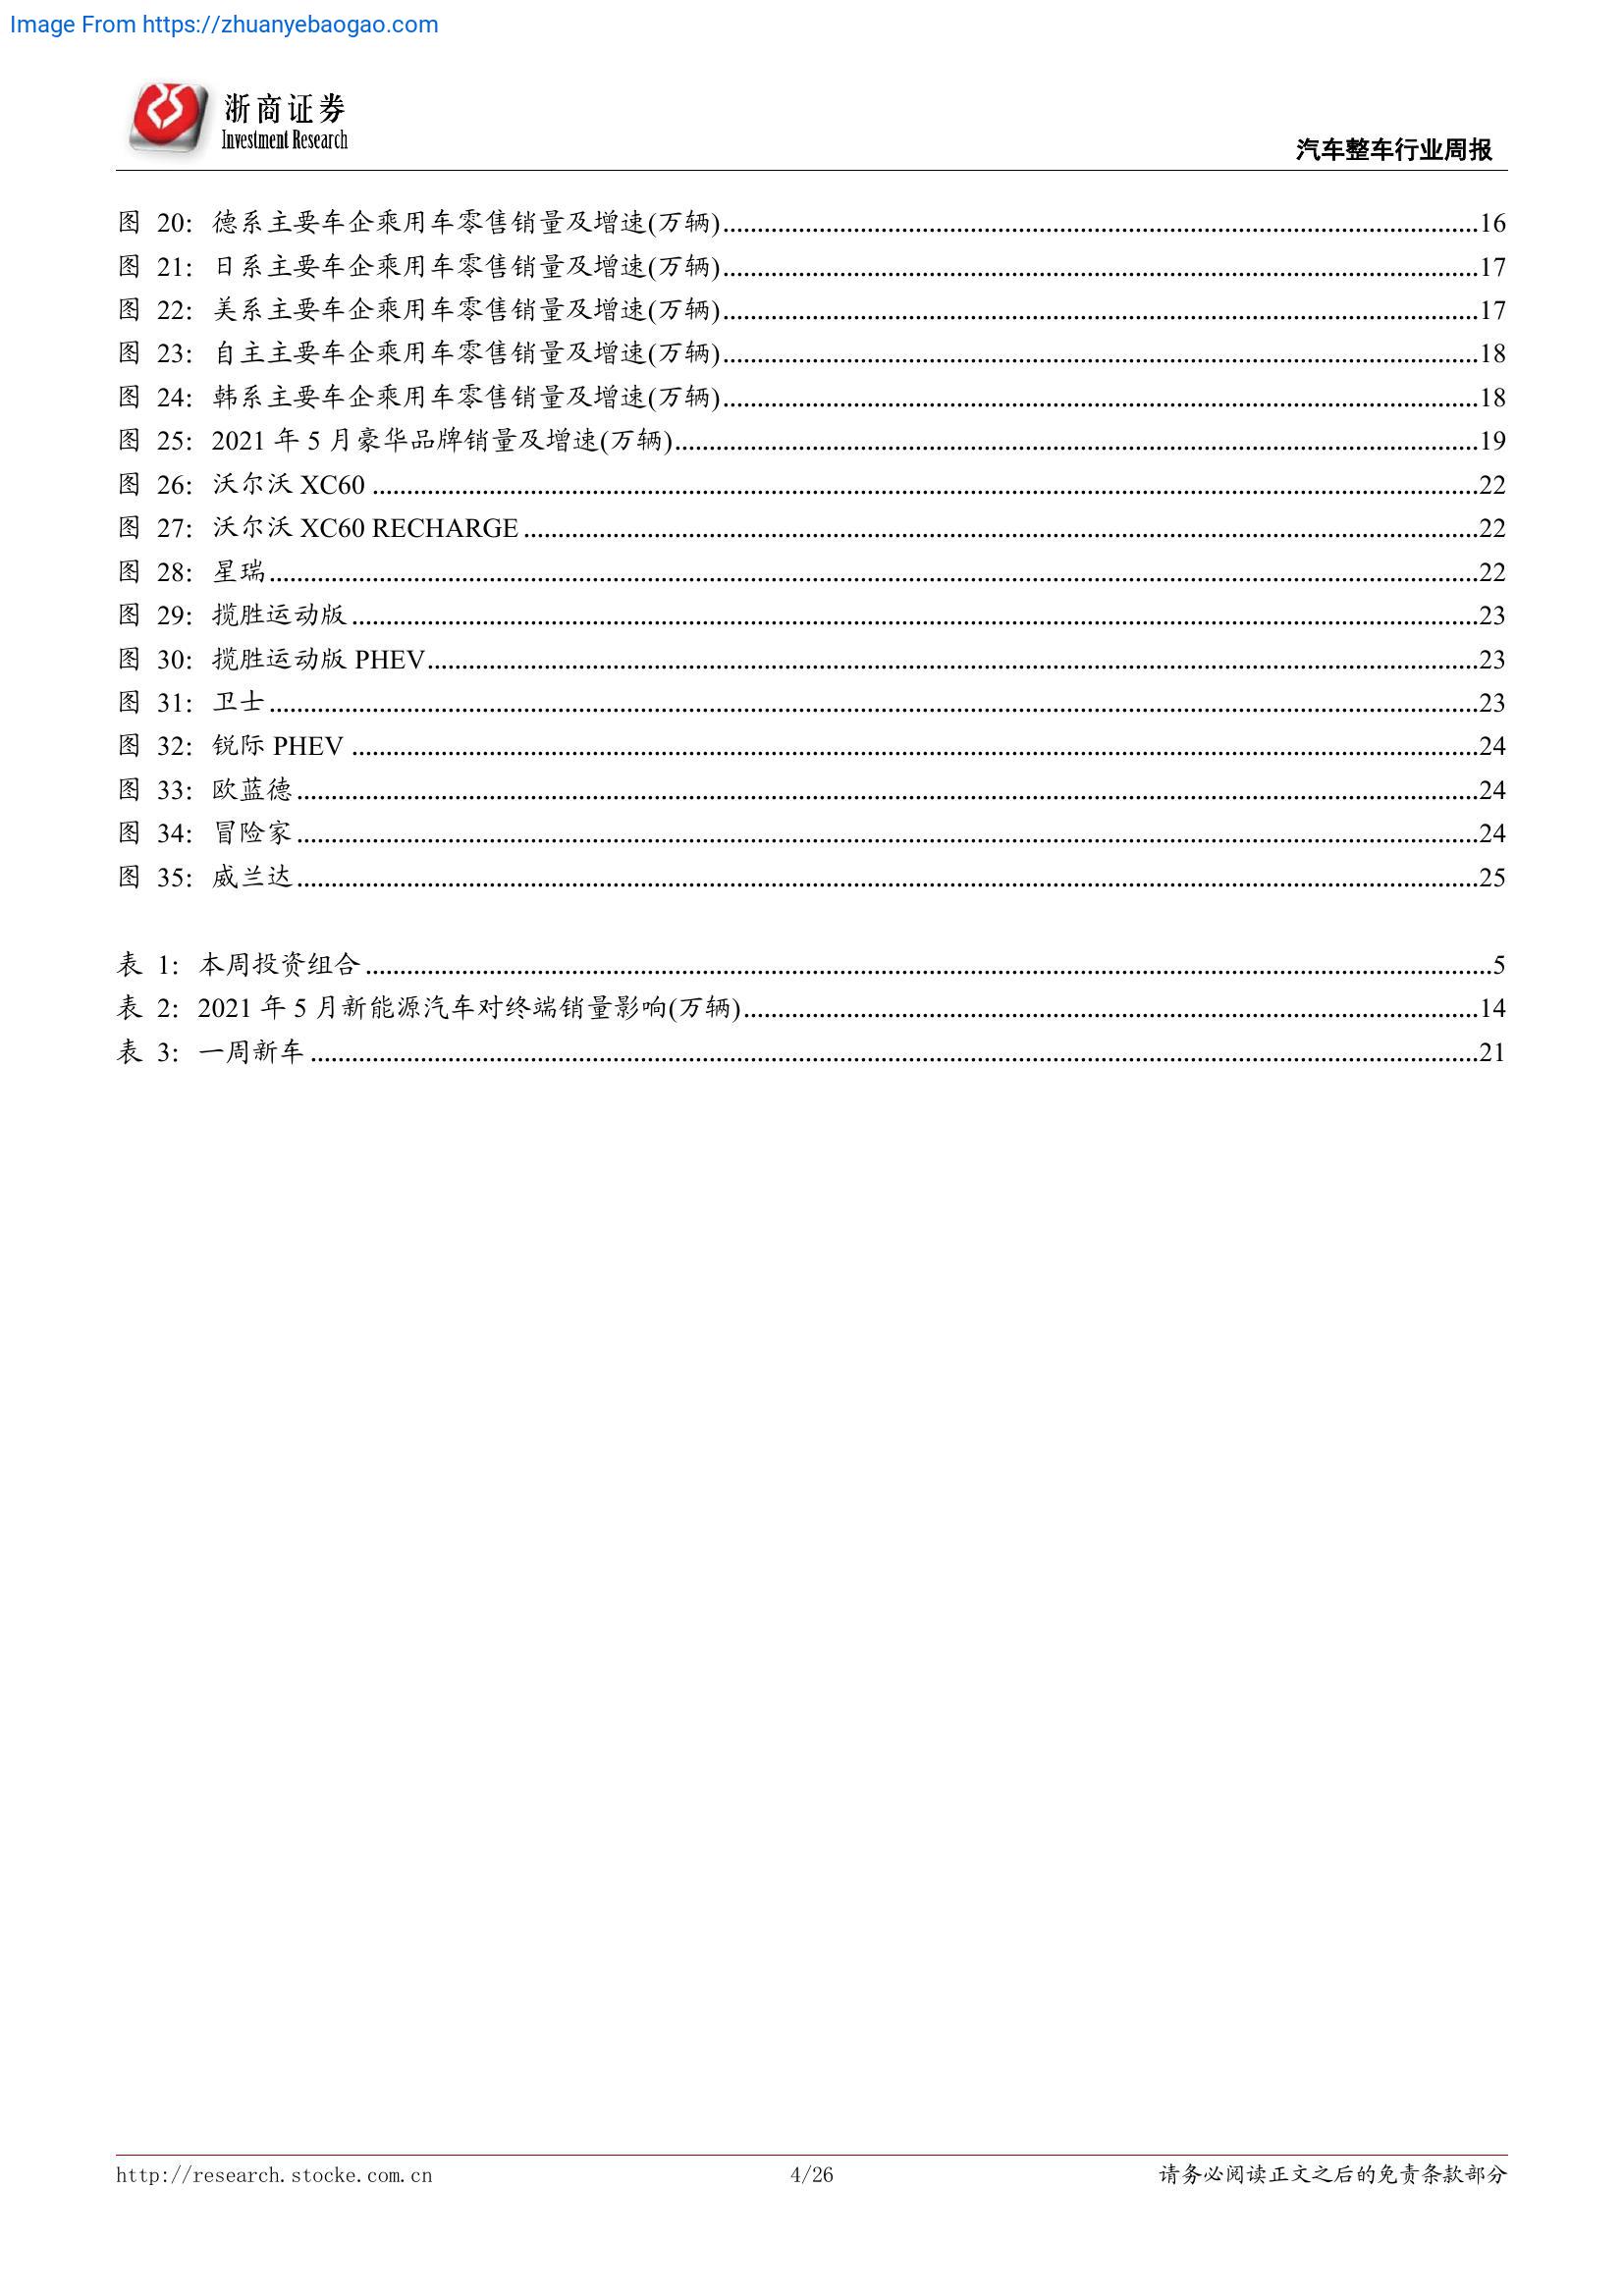 Image From https://zhuanyebaogao.com
浙商证券
Investment Research
汽车整车行业周报
图 20：德系主要车企乘用车零售销量及增速(万辆)....................16
图 21：日系主要车企乘用车零售销量及增速(万辆)....................17
图 22：美系主要车企乘用车零售销量及增速(万辆)....................17
图 23：自主主要车企乘用车零售销量及增速(万辆)....................18
图 24：韩系主要车企乘用车零售销量及增速(万辆)....................18
图 25：2021 年 5 月豪华品牌销量及增速(万辆)....................19
图 26：沃尔沃 XC60 ....................22
图 27：沃尔沃 XC60 RECHARGE ....................22
图 28：星瑞....................22
图 29：揽胜运动版....................23
图 30：揽胜运动版 PHEV....................23
图 31：卫士....................23
图 32：锐际 PHEV ....................24
图 33：欧蓝德....................24
图 34：冒险家....................24
图 35：威兰达....................25
表 1：本周投资组合....................5
表 2：2021 年 5 月新能源汽车对终端销量影响(万辆)....................14
表 3：一周新车....................21
http://research.stocke.com.cn
4/26
请务必阅读正文之后的免责条款部分